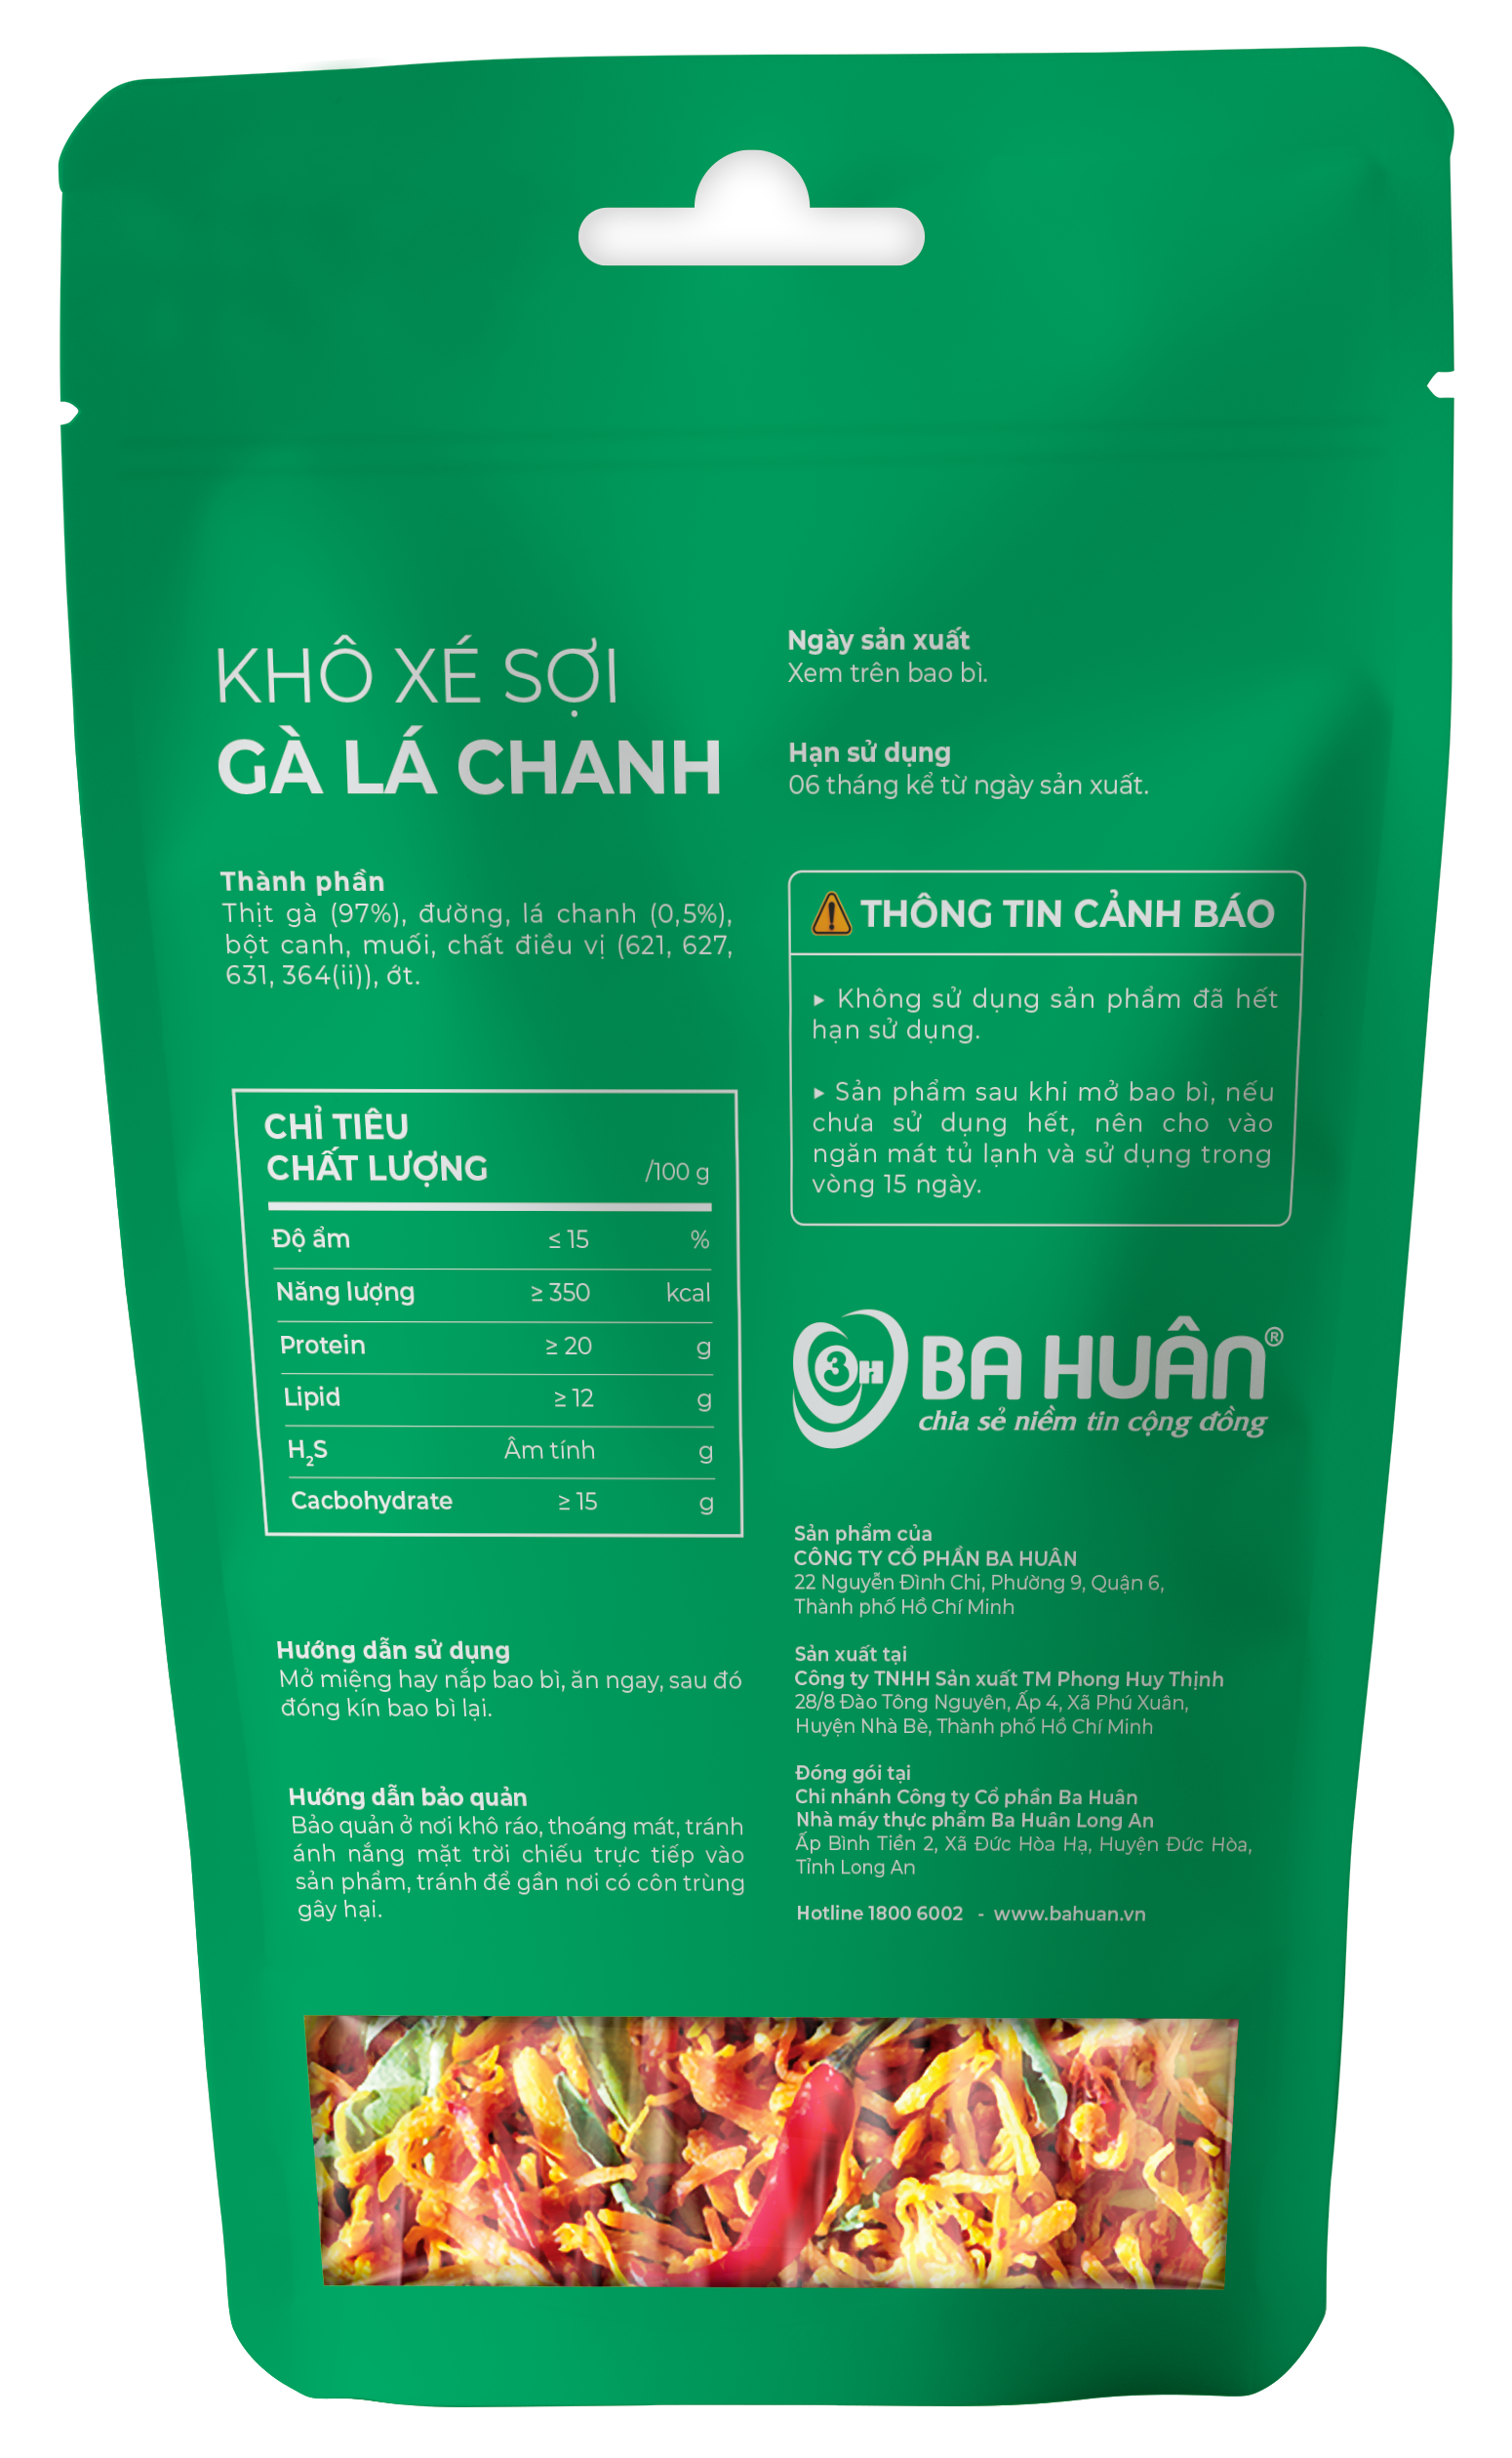 KHÔ XÉ SỢI
GÀ LÁ CHANH
Thành phần
Thịt gà (97%), đường, lá chanh (0,5%),
bột canh, muối, chất điều vị (621, 627,
631, 364(ii)), ớt.
CHỈ TIÊU
CHẤT LƯỢNG /100 g
Độ ẩm ≤ 15 %
Năng lượng ≥ 350 kcal
Protein ≥ 20 g
Lipid ≥ 12 g
H₂S Âm tính g
Cacbohydrate ≥ 15 g
Hướng dẫn sử dụng
Mở miệng hay nắp bao bì, ăn ngay, sau đó
đóng kín bao bì lại.
Hướng dẫn bảo quản
Bảo quản ở nơi khô ráo, thoáng mát, tránh
ánh nắng mặt trời chiếu trực tiếp vào
sản phẩm, tránh để gần nơi có côn trùng
gây hại.
Ngày sản xuất
Xem trên bao bì.
Hạn sử dụng
06 tháng kể từ ngày sản xuất.
THÔNG TIN CẢNH BÁO
▸ Không sử dụng sản phẩm đã hết
hạn sử dụng.
▸ Sản phẩm sau khi mở bao bì, nếu
chưa sử dụng hết, nên cho vào
ngăn mát tủ lạnh và sử dụng trong
vòng 15 ngày.
3H BA HUÂN®
chia sẻ niềm tin cộng đồng
Sản phẩm của
CÔNG TY CỔ PHẦN BA HUÂN
22 Nguyễn Đình Chi, Phường 9, Quận 6,
Thành phố Hồ Chí Minh
Sản xuất tại
Công ty TNHH Sản xuất TM Phong Huy Thịnh
28/8 Đào Tông Nguyên, Ấp 4, Xã Phú Xuân,
Huyện Nhà Bè, Thành phố Hồ Chí Minh
Đóng gói tại
Chi nhánh Công ty Cổ phần Ba Huân
Nhà máy thực phẩm Ba Huân Long An
Ấp Bình Tiền 2, Xã Đức Hòa Hạ, Huyện Đức Hòa,
Tỉnh Long An
Hotline 1800 6002 - www.bahuan.vn